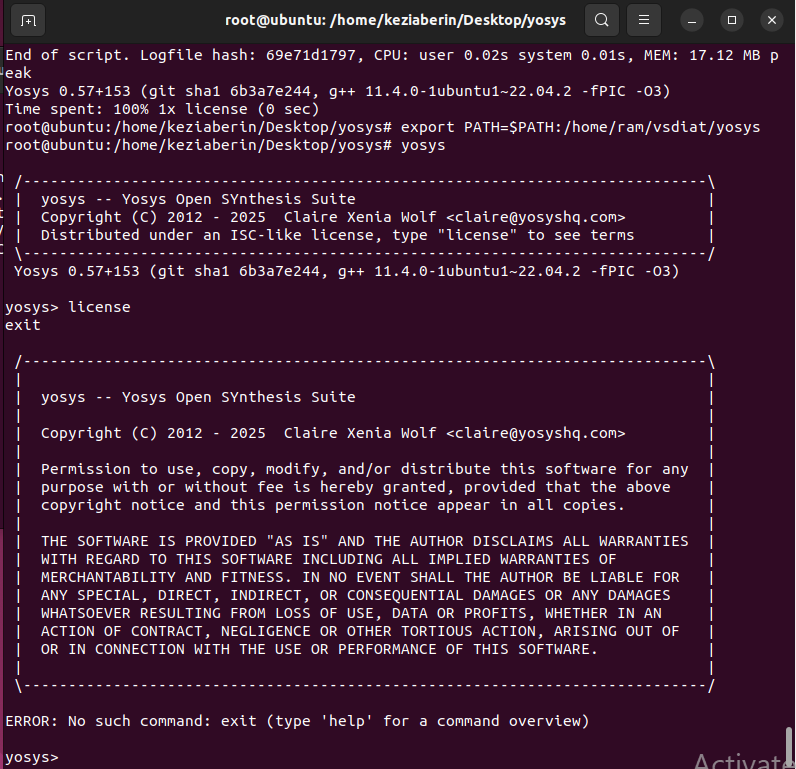 root@ubuntu: /home/keziaberin/Desktop/yosys
End of script. Logfile hash: 69e71d1797, CPU: user 0.02s system 0.01s, MEM: 17.12 MB p
eak
Yosys 0.57+153 (git sha1 6b3a7e244, g++ 11.4.0-1ubuntu1~22.04.2 -fPIC -O3)
Time spent: 100% 1x license (0 sec)
root@ubuntu:/home/keziaberin/Desktop/yosys# export PATH=$PATH:/home/ram/vsdiat/yosys
root@ubuntu:/home/keziaberin/Desktop/yosys# yosys
/----------------------------------------------------------------------------\
| yosys -- Yosys Open SYnthesis Suite |
| Copyright (C) 2012 - 2025  Claire Xenia Wolf <claire@yosyshq.com> |
| Distributed under an ISC-like license, type "license" to see terms |
\----------------------------------------------------------------------------/
Yosys 0.57+153 (git sha1 6b3a7e244, g++ 11.4.0-1ubuntu1~22.04.2 -fPIC -O3)
yosys> license
exit
/----------------------------------------------------------------------------\
| |
| yosys -- Yosys Open SYnthesis Suite |
| |
| Copyright (C) 2012 - 2025  Claire Xenia Wolf <claire@yosyshq.com> |
| |
| Permission to use, copy, modify, and/or distribute this software for any |
| purpose with or without fee is hereby granted, provided that the above |
| copyright notice and this permission notice appear in all copies. |
| |
| THE SOFTWARE IS PROVIDED "AS IS" AND THE AUTHOR DISCLAIMS ALL WARRANTIES |
| WITH REGARD TO THIS SOFTWARE INCLUDING ALL IMPLIED WARRANTIES OF |
| MERCHANTABILITY AND FITNESS. IN NO EVENT SHALL THE AUTHOR BE LIABLE FOR |
| ANY SPECIAL, DIRECT, INDIRECT, OR CONSEQUENTIAL DAMAGES OR ANY DAMAGES |
| WHATSOEVER RESULTING FROM LOSS OF USE, DATA OR PROFITS, WHETHER IN AN |
| ACTION OF CONTRACT, NEGLIGENCE OR OTHER TORTIOUS ACTION, ARISING OUT OF |
| OR IN CONNECTION WITH THE USE OR PERFORMANCE OF THIS SOFTWARE. |
| |
\----------------------------------------------------------------------------/
ERROR: No such command: exit (type 'help' for a command overview)
yosys>
Activate